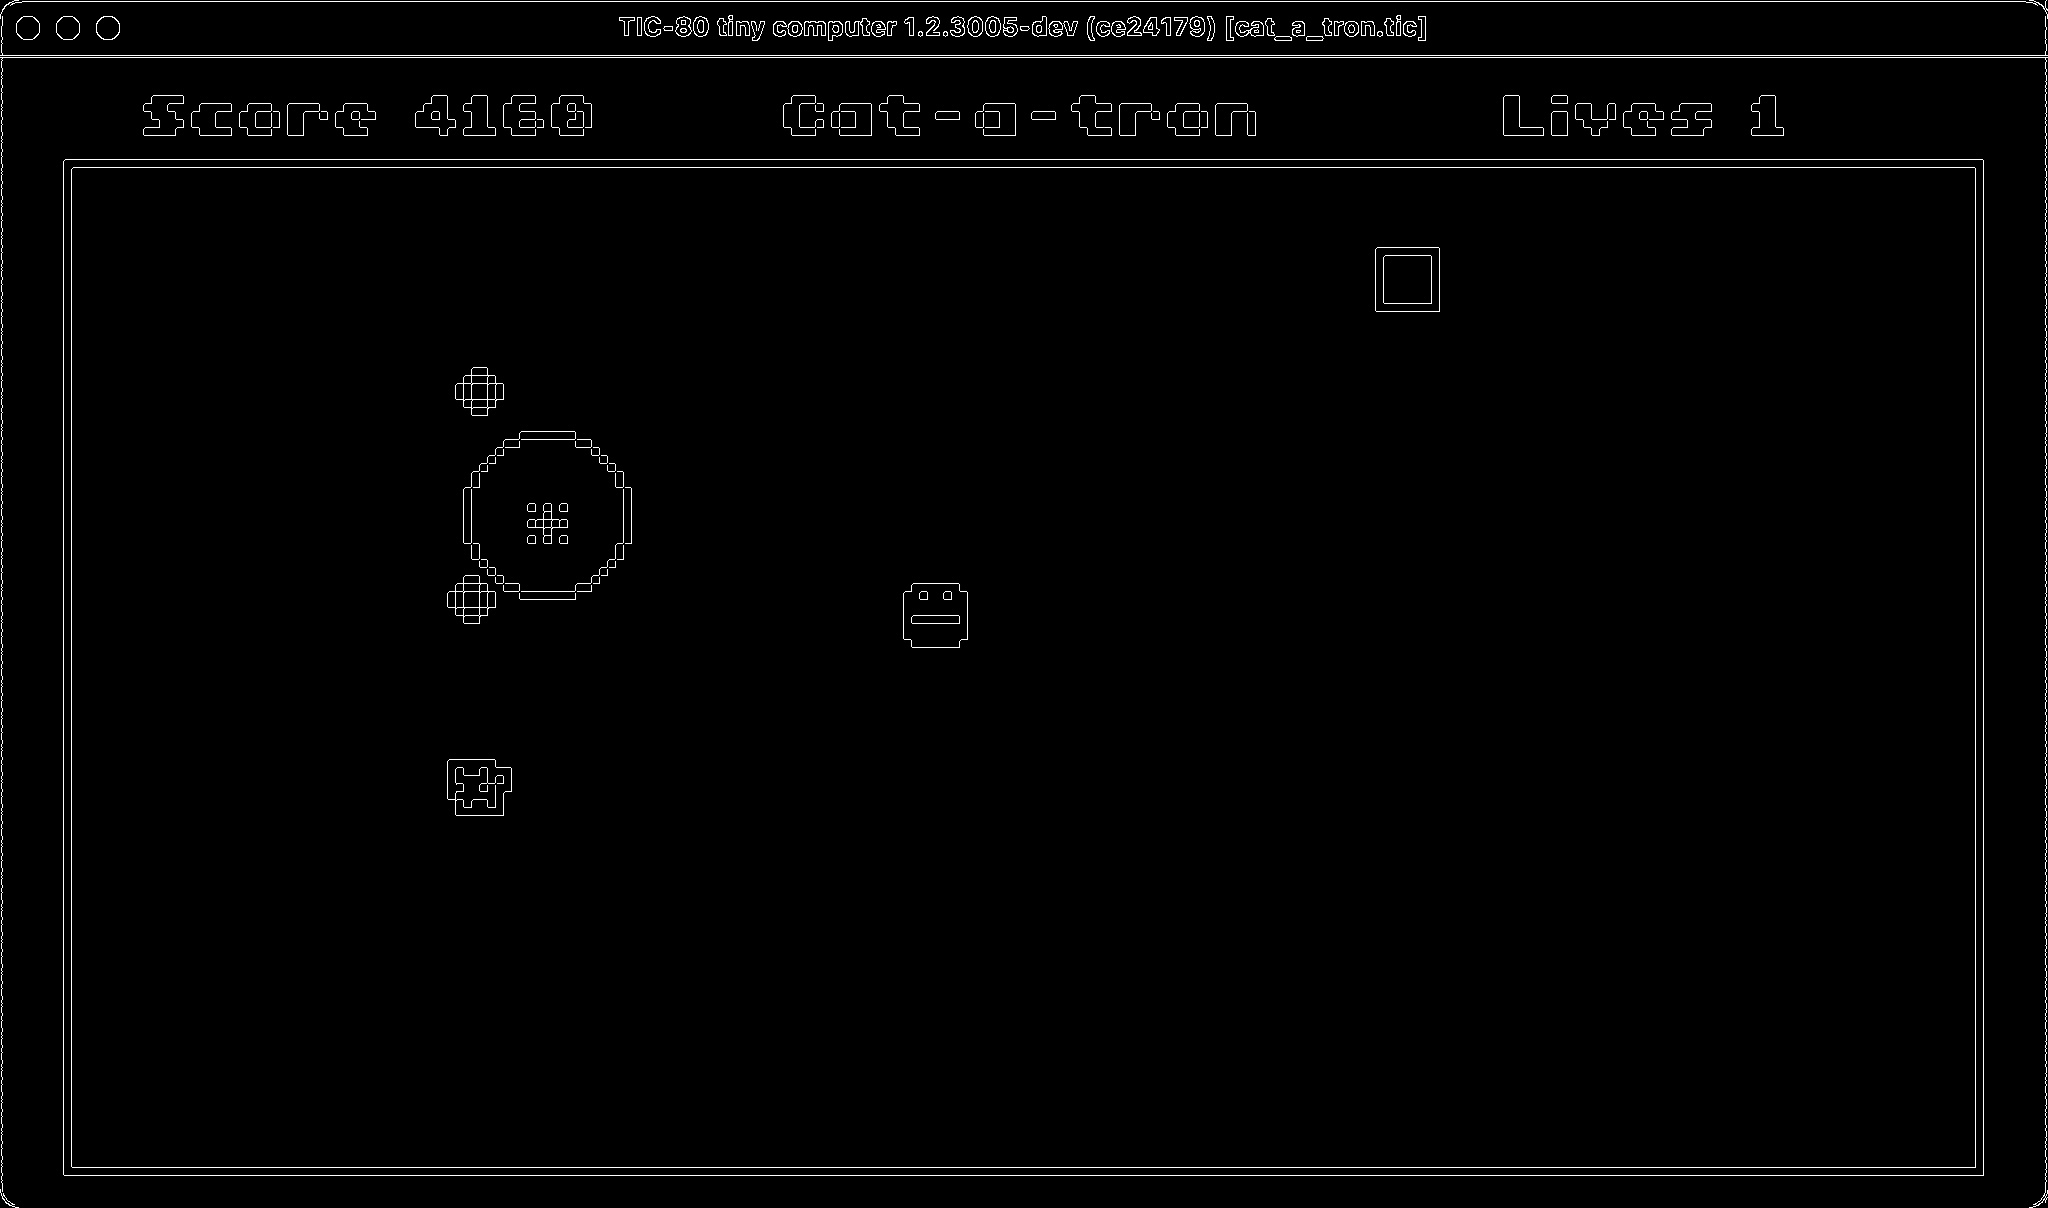 TIC-80 tiny computer 1.2.3005-dev (ce24179) [cat_a_tron.tic]
Score 4160 Cat-a-tron Lives 1